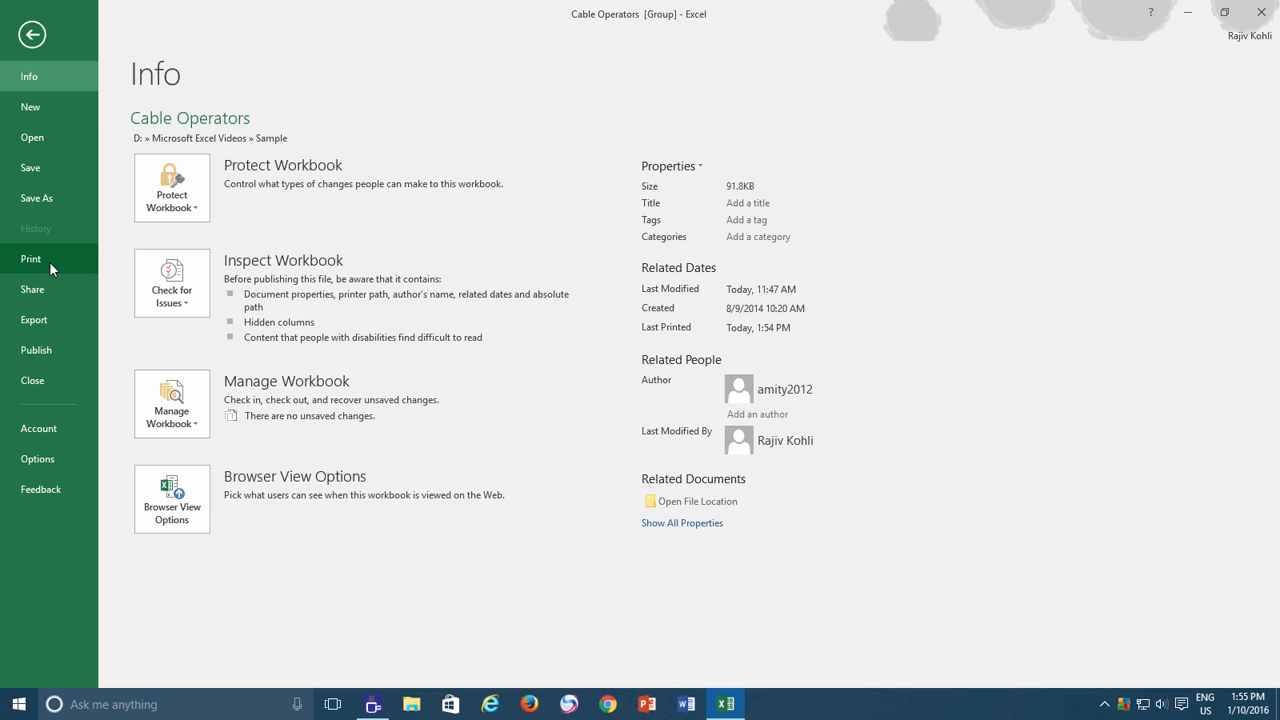 Cable Operators [Group] - Excel
?
Rajiv Kohli
Info
New
Open
Save
Save As
History
Print
Share
Export
Publish
Close
Account
Options
Feedback
Info
Cable Operators
D: » Microsoft Excel Videos » Sample
Protect
Workbook
Protect Workbook
Control what types of changes people can make to this workbook.
Check for
Issues
Inspect Workbook
Before publishing this file, be aware that it contains:
Document properties, printer path, author's name, related dates and absolute
path
Hidden columns
Content that people with disabilities find difficult to read
Manage
Workbook
Manage Workbook
Check in, check out, and recover unsaved changes.
There are no unsaved changes.
Browser View
Options
Browser View Options
Pick what users can see when this workbook is viewed on the Web.
Properties
Size 91.8KB
Title Add a title
Tags Add a tag
Categories Add a category
Related Dates
Last Modified Today, 11:47 AM
Created 8/9/2014 10:20 AM
Last Printed Today, 1:54 PM
Related People
Author amity2012
Add an author
Last Modified By Rajiv Kohli
Related Documents
Open File Location
Show All Properties
Ask me anything
ENG
US
1:55 PM
1/10/2016